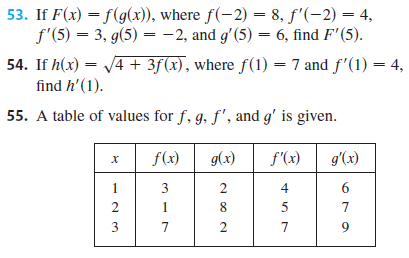 53. If F(x) = f(g(x)), where f(−2) = 8, f′(−2) = 4,
f′(5) = 3, g(5) = −2, and g′(5) = 6, find F′(5).
54. If h(x) = √(4 + 3f(x)), where f(1) = 7 and f′(1) = 4,
find h′(1).
55. A table of values for f, g, f′, and g′ is given.
x f(x) g(x) f′(x) g′(x)
1 3 2 4 6
2 1 8 5 7
3 7 2 7 9